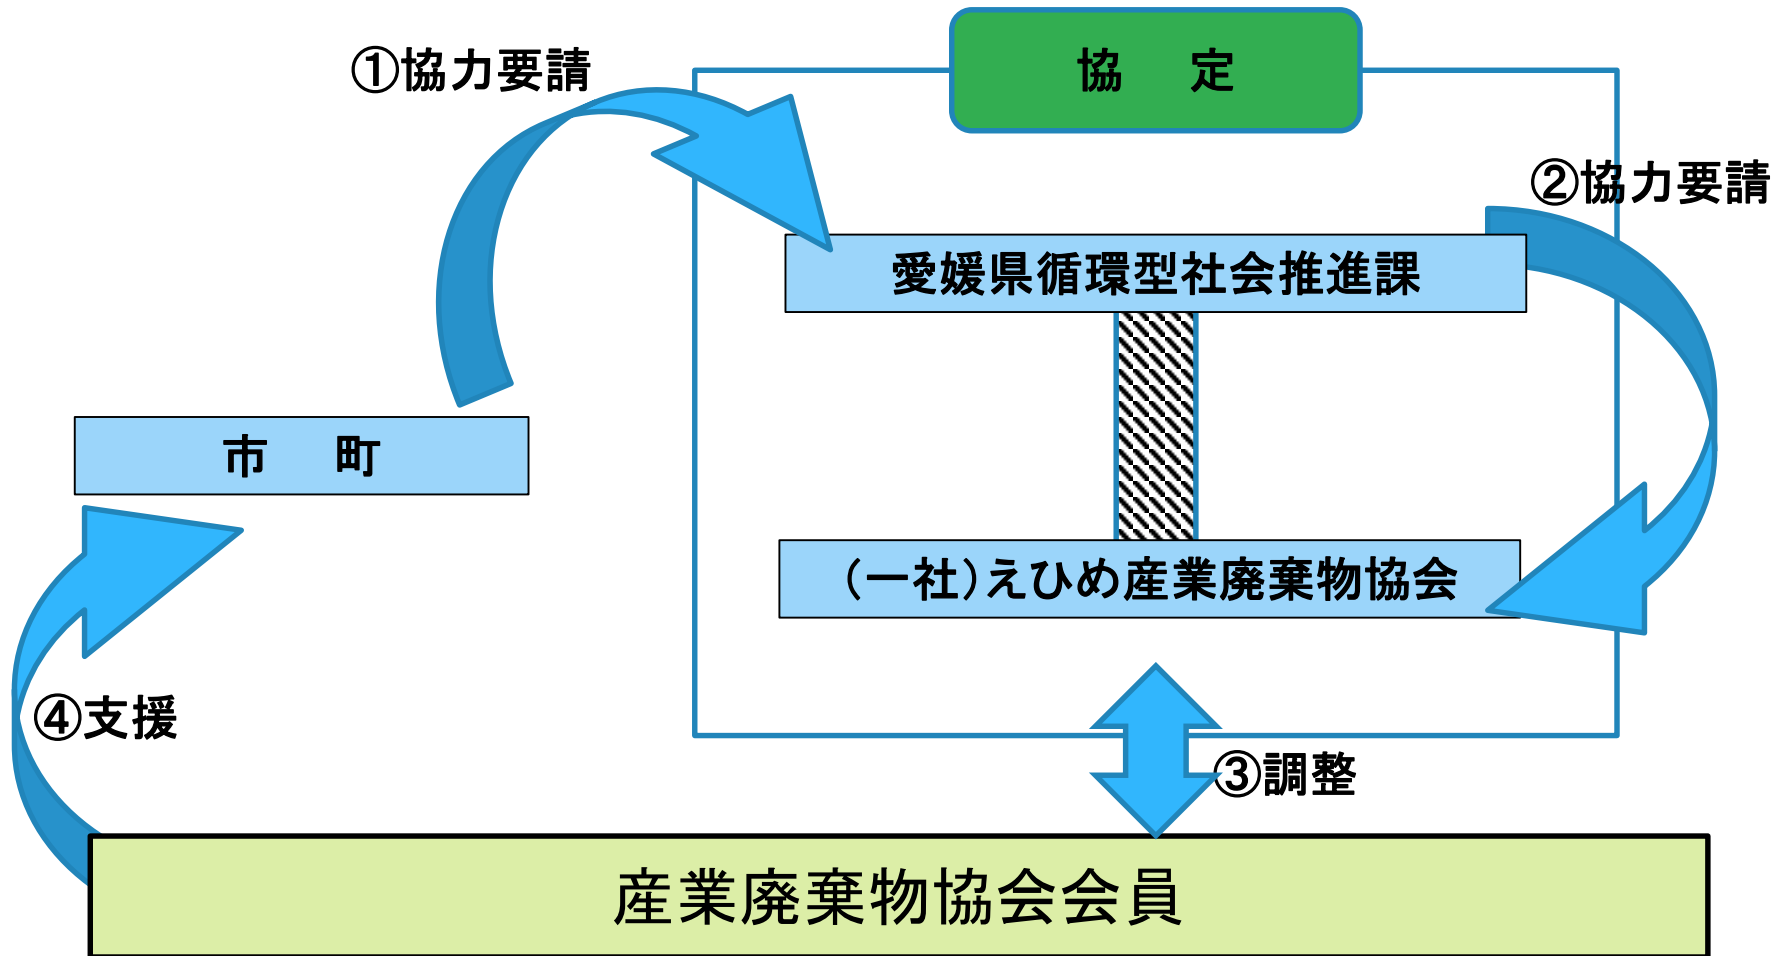 協　定
①協力要請
②協力要請
愛媛県循環型社会推進課
市　町
（一社）えひめ産業廃棄物協会
④支援
③調整
産業廃棄物協会会員